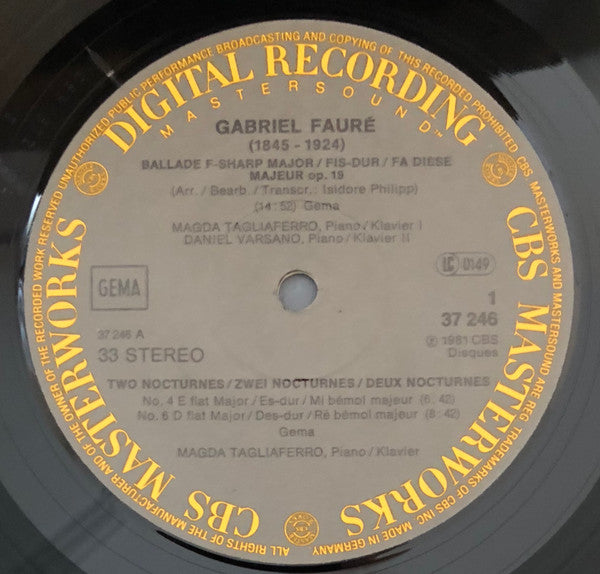 ALL RIGHTS OF THE MANUFACTURER AND OF THE OWNER OF THE RECORDED WORK RESERVED UNAUTHORIZED PUBLIC PERFORMANCE BROADCASTING AND COPYING OF THIS RECORD PROHIBITED CBS MASTERWORKS AND MASTERSOUND ARE REG. TRADEMARKS OF CBS INC. MADE IN GERMANY
DIGITAL RECORDING
MASTERSOUND™
GABRIEL FAURÉ
(1845 - 1924)
BALLADE F-SHARP MAJOR / FIS-DUR / FA DIESE
MAJEUR op. 19
(Arr. / Bearb. / Transcr.: Isidore Philipp)
(14:52) Gema
MAGDA TAGLIAFERRO, Piano / Klavier I
DANIEL VARSANO, Piano / Klavier II
GEMA
LC 0149
37 246 A
33 STEREO
1
37 246
℗ 1981 CBS
Disques
TWO NOCTURNES / ZWEI NOCTURNES / DEUX NOCTURNES
No. 4 E flat Major / Es-dur / Mi bémol majeur (6:42)
No. 6 D flat Major / Des-dur / Ré bémol majeur (8:42)
Gema
MAGDA TAGLIAFERRO, Piano / Klavier
CBS MASTERWORKS
CBS MASTERWORKS